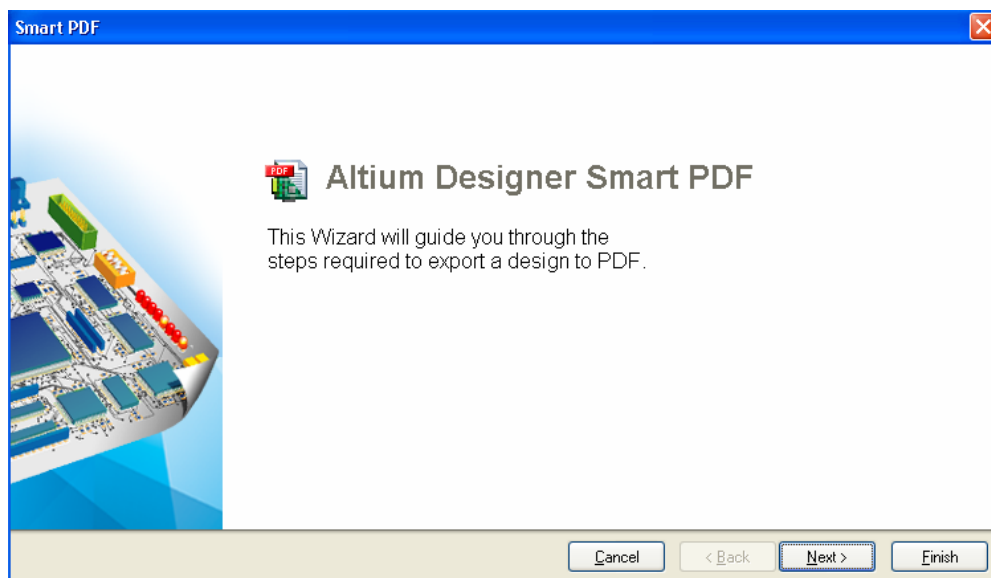 Smart PDF
PDF
Altium Designer Smart PDF
This Wizard will guide you through the
steps required to export a design to PDF.
Cancel
< Back
Next >
Finish